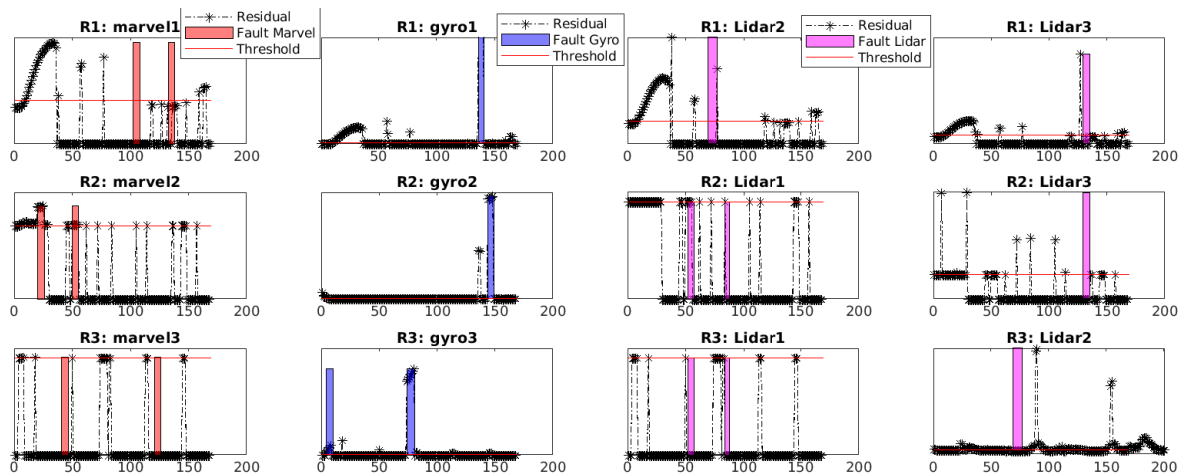 R1: marvel1
Residual
Fault Marvel
Threshold
0 50 100 150 200
R1: gyro1
Residual
Fault Gyro
Threshold
0 50 100 150 200
R1: Lidar2
Residual
Fault Lidar
Threshold
0 50 100 150 200
R1: Lidar3
0 50 100 150 200
R2: marvel2
0 50 100 150 200
R2: gyro2
0 50 100 150 200
R2: Lidar1
0 50 100 150 200
R2: Lidar3
0 50 100 150 200
R3: marvel3
0 50 100 150 200
R3: gyro3
0 50 100 150 200
R3: Lidar1
0 50 100 150 200
R3: Lidar2
0 50 100 150 200